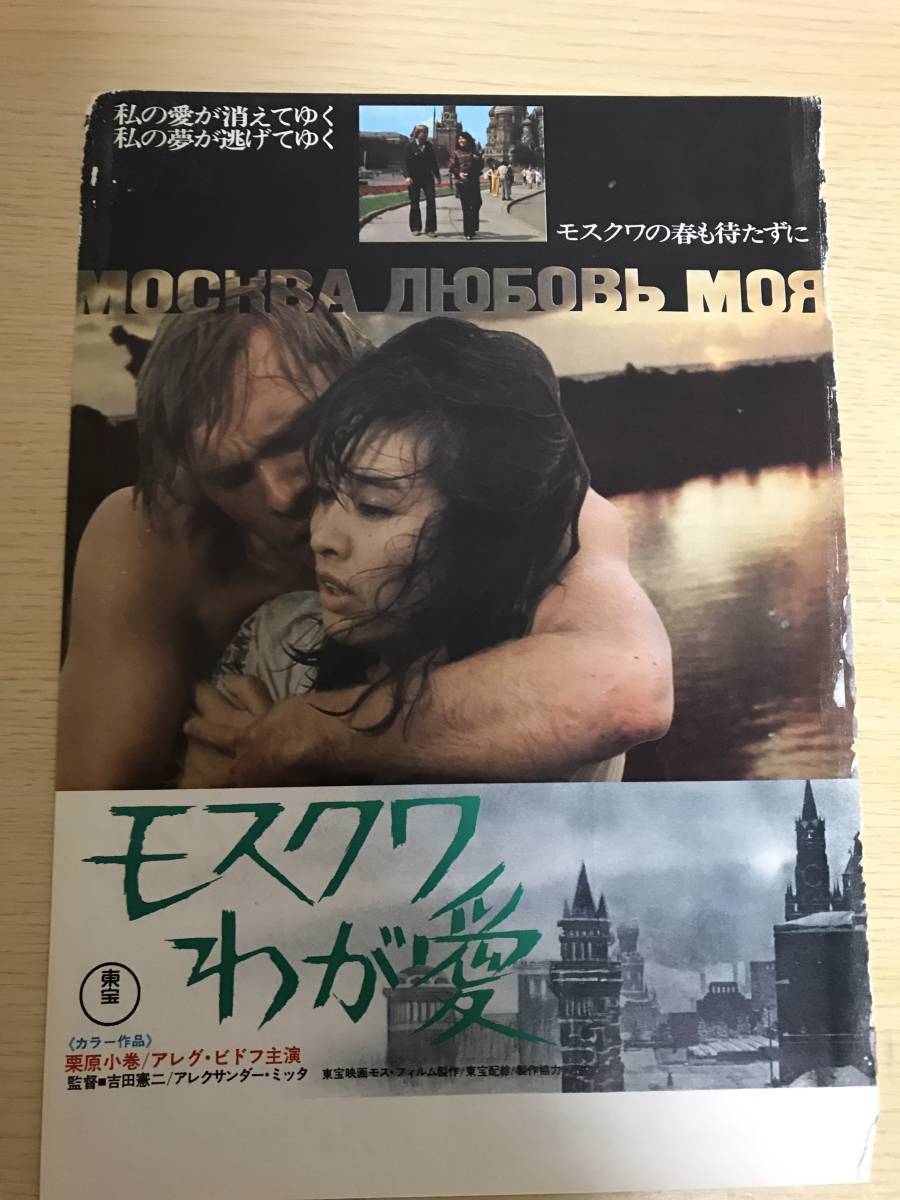 私の愛が消えてゆく
私の夢が逃げてゆく
モスクワの春も待たずに
МОСКВА ЛЮБОВЬ МОЯ
モスクワ
わが愛
東宝
《カラー作品》
栗原小巻/アレグ・ビドフ主演
監督■吉田憲二/アレクサンダー・ミッタ
東宝映画モス・フィルム製作/東宝配給/製作協力